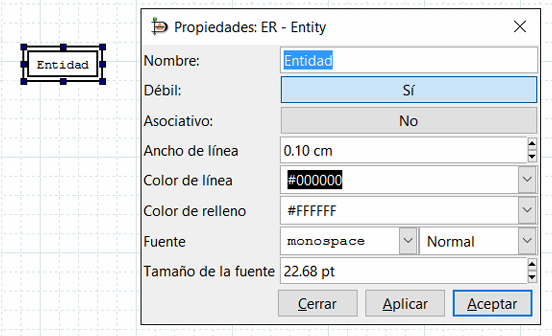 Propiedades: ER - Entity
Entidad
Nombre: Entidad
Débil: Sí
Asociativo: No
Ancho de línea 0.10 cm
Color de línea #000000
Color de relleno #FFFFFF
Fuente monospace Normal
Tamaño de la fuente 22.68 pt
Cerrar Aplicar Aceptar